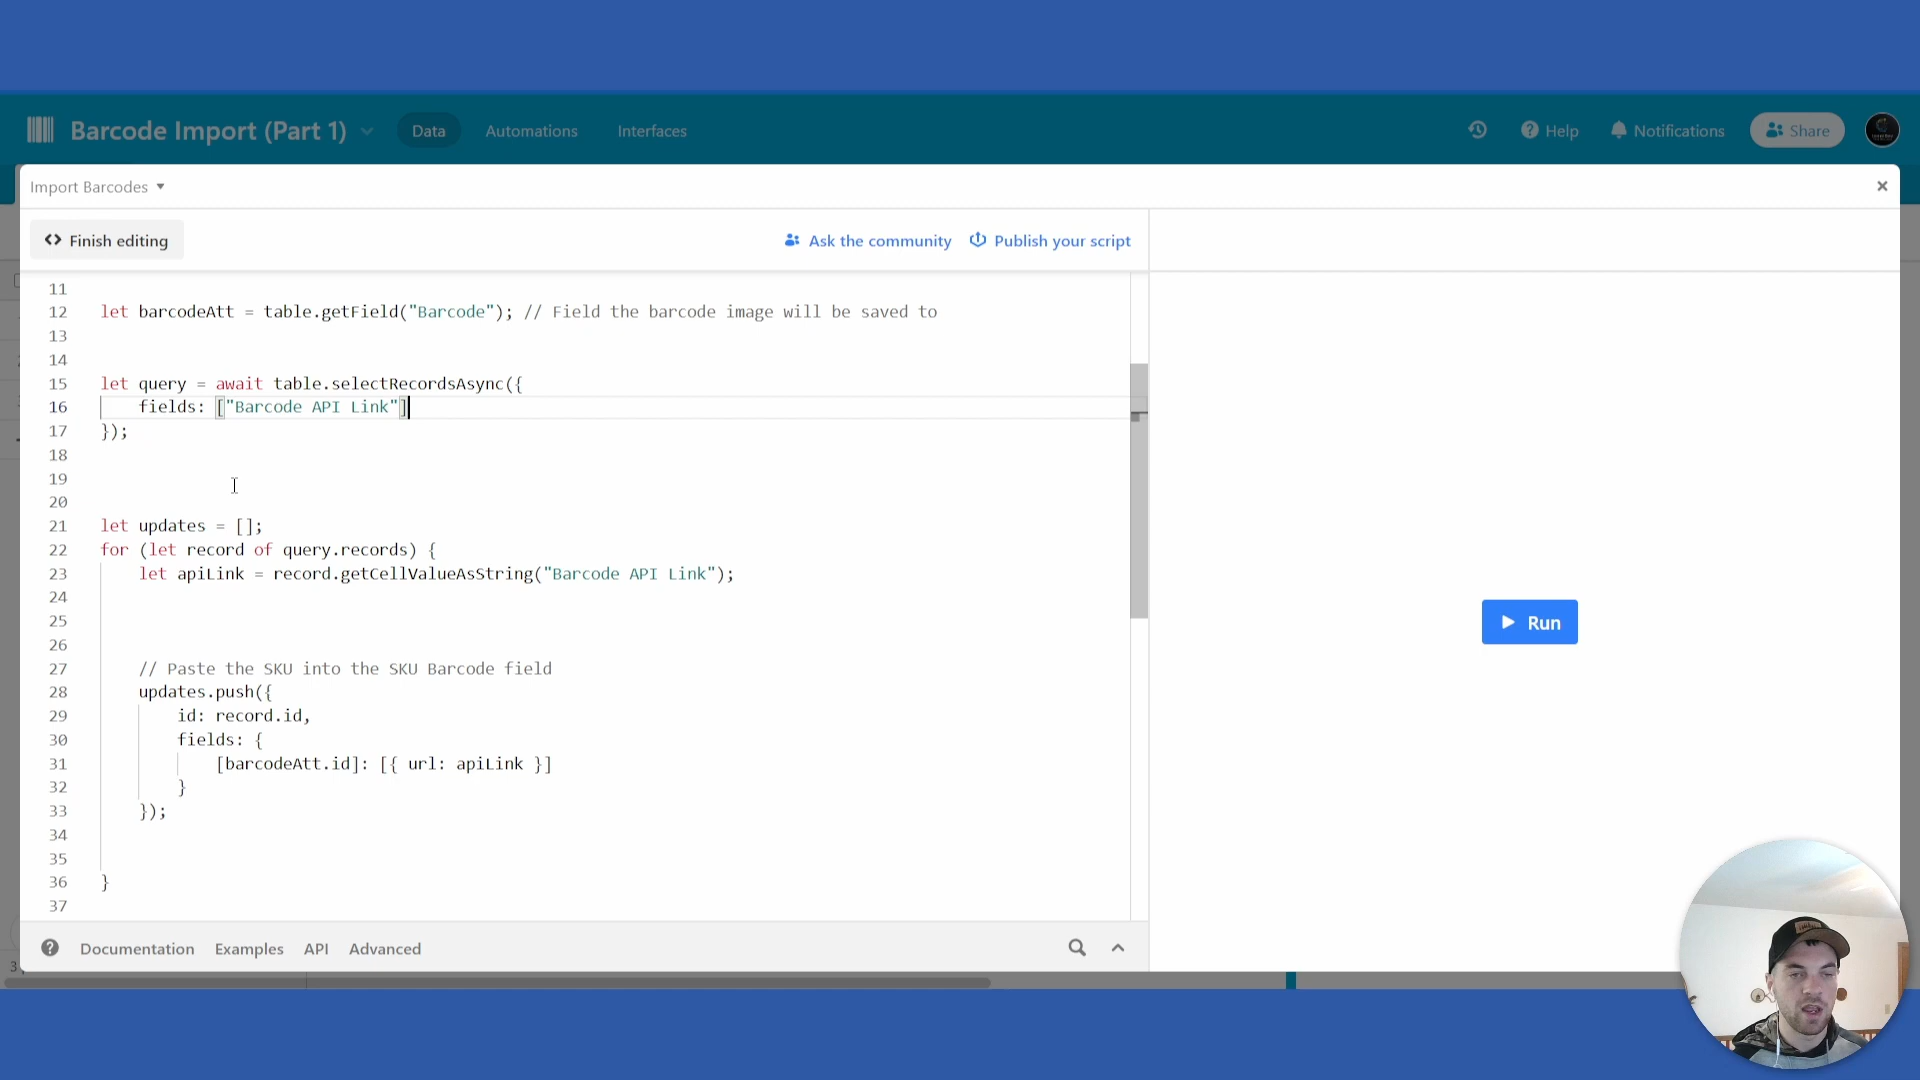 Barcode Import (Part 1)
Data
Automations
Interfaces
Help
Notifications
Share
Import Barcodes
Finish editing
Ask the community
Publish your script
11
12 let barcodeAtt = table.getField("Barcode"); // Field the barcode image will be saved to
13
14
15 let query = await table.selectRecordsAsync({
16 fields: ["Barcode API Link"]
17 });
18
19
20
21 let updates = [];
22 for (let record of query.records) {
23 let apiLink = record.getCellValueAsString("Barcode API Link");
24
25
26
27 // Paste the SKU into the SKU Barcode field
28 updates.push({
29 id: record.id,
30 fields: {
31 [barcodeAtt.id]: [{ url: apiLink }]
32 }
33 });
34
35
36 }
37
Run
Documentation
Examples
API
Advanced
3